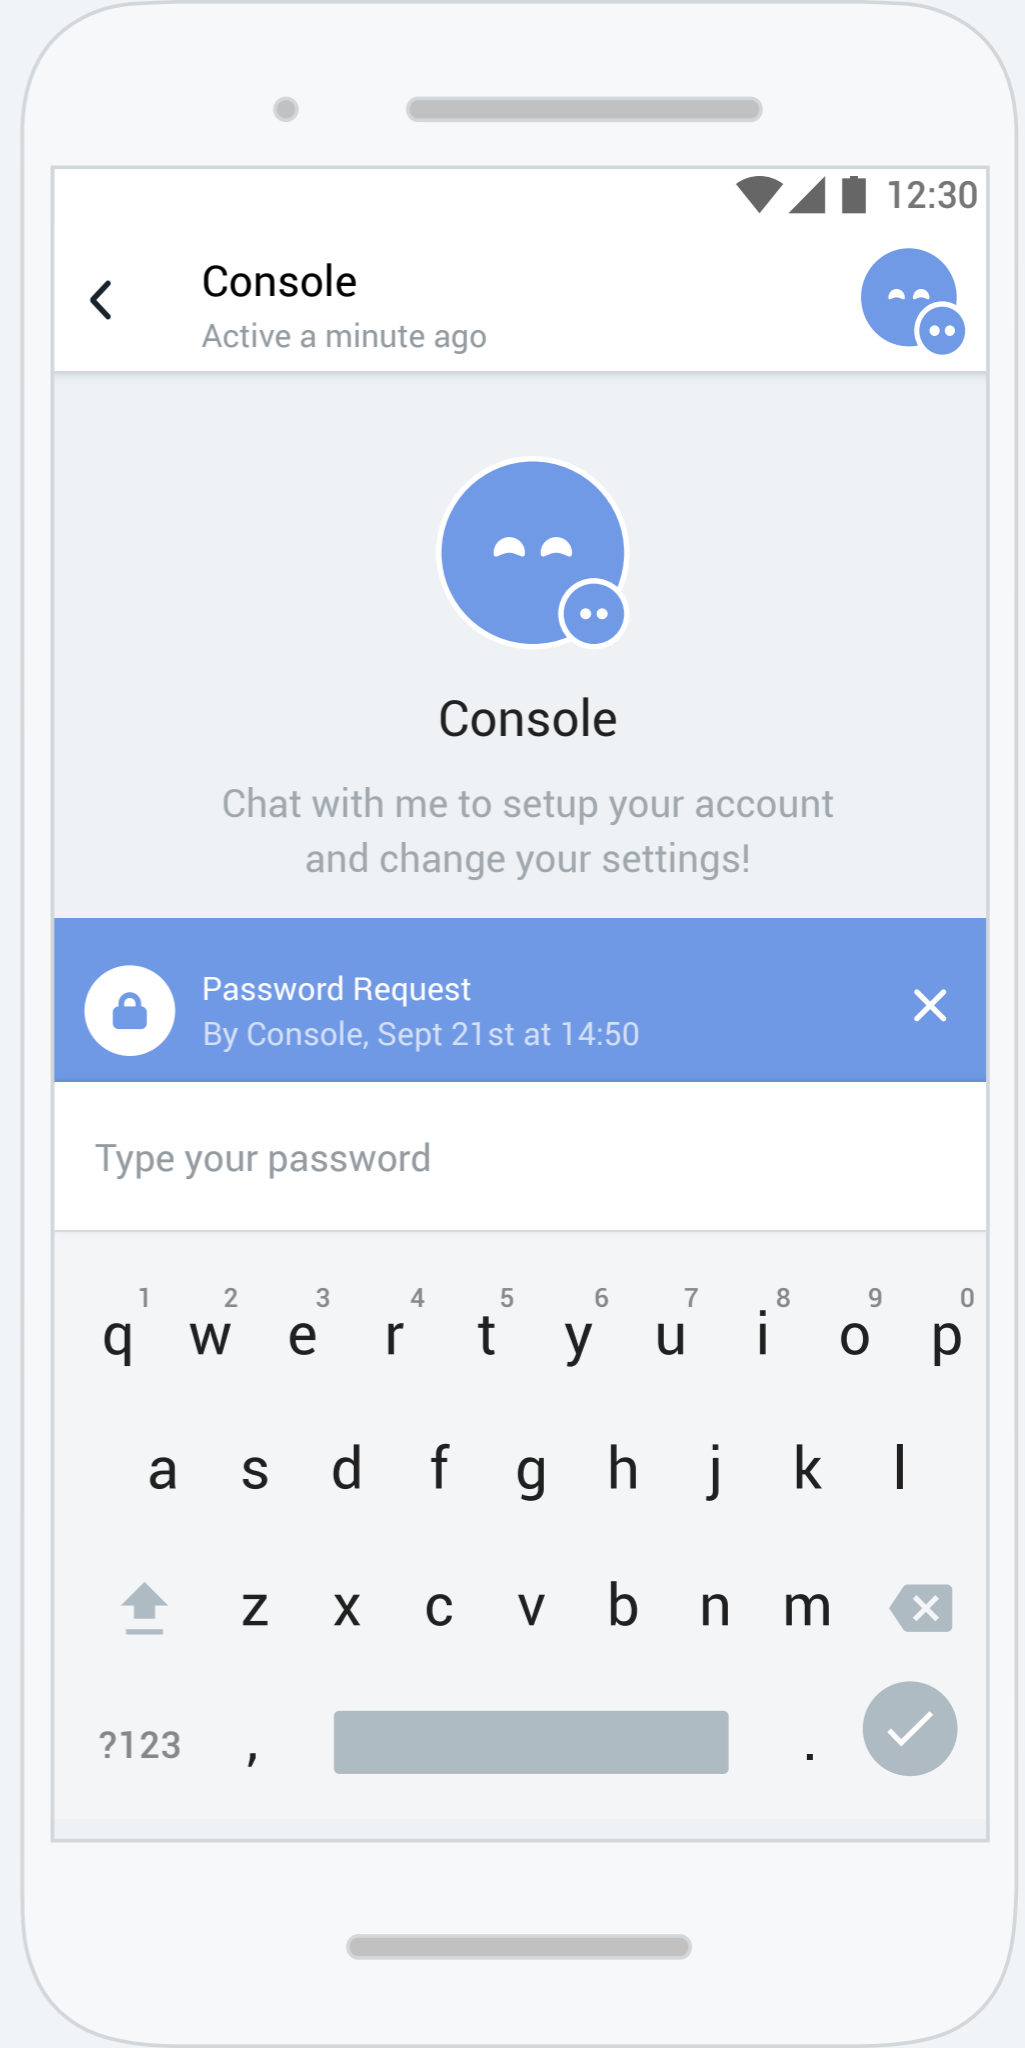 12:30
Console
Active a minute ago
Console
Chat with me to setup your account
and change your settings!
Password Request
By Console, Sept 21st at 14:50
Type your password
1 2 3 4 5 6 7 8 9 0
q w e r t y u i o p
a s d f g h j k l
z x c v b n m
?123 , .